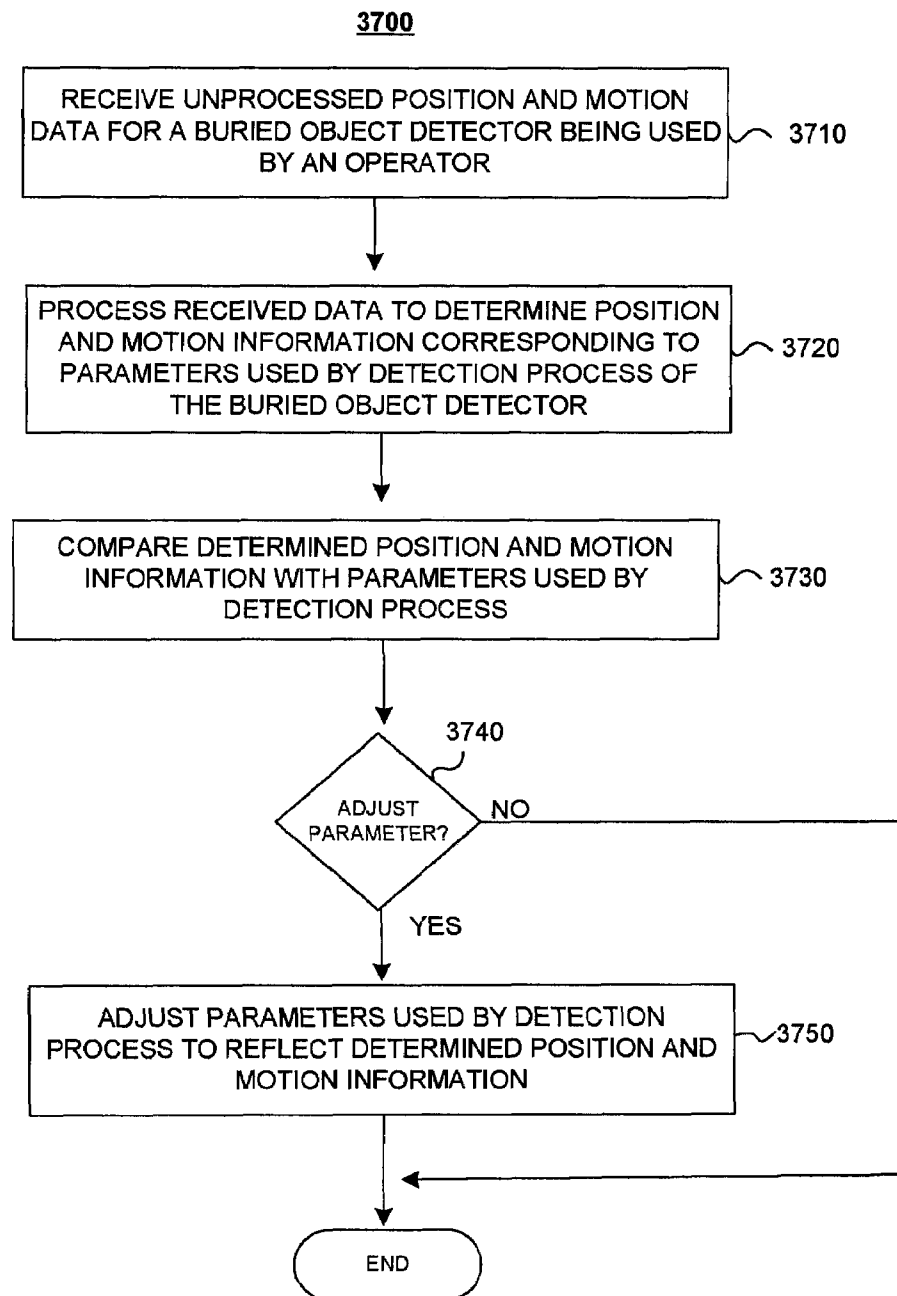 3700
RECEIVE UNPROCESSED POSITION AND MOTION
DATA FOR A BURIED OBJECT DETECTOR BEING USED
BY AN OPERATOR
3710
PROCESS RECEIVED DATA TO DETERMINE POSITION
AND MOTION INFORMATION CORRESPONDING TO
PARAMETERS USED BY DETECTION PROCESS OF
THE BURIED OBJECT DETECTOR
3720
COMPARE DETERMINED POSITION AND MOTION
INFORMATION WITH PARAMETERS USED BY
DETECTION PROCESS
3730
3740
ADJUST
PARAMETER?
NO
YES
ADJUST PARAMETERS USED BY DETECTION
PROCESS TO REFLECT DETERMINED POSITION AND
MOTION INFORMATION
3750
END